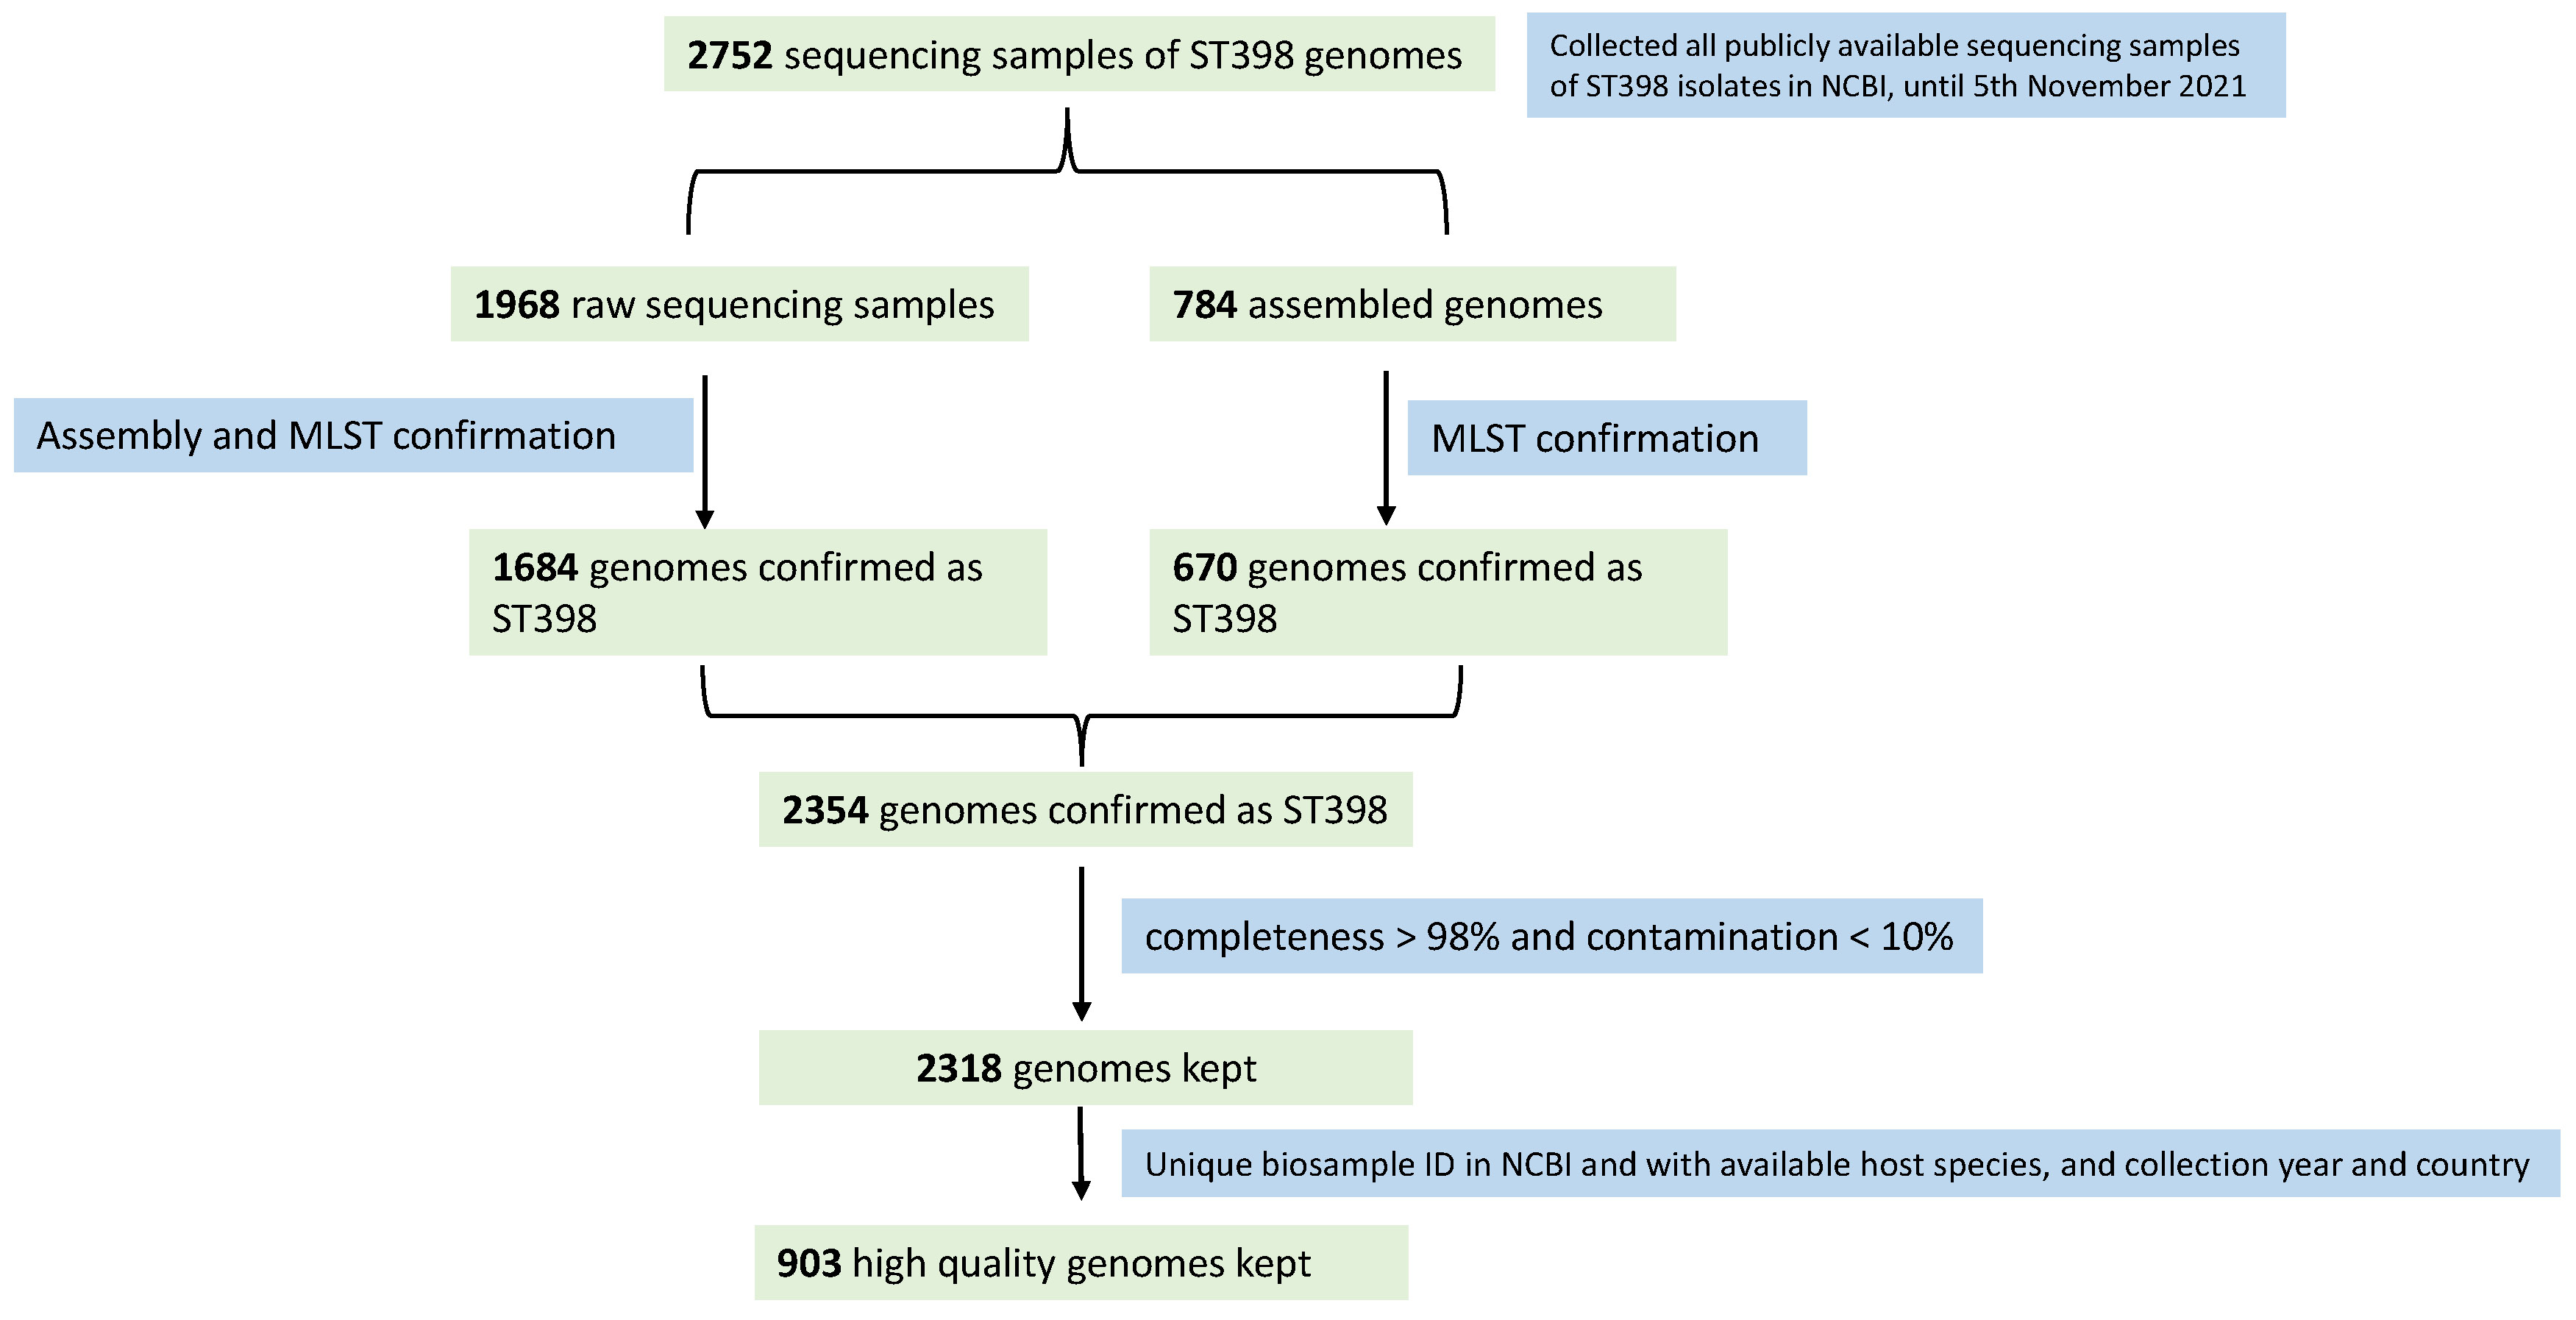 2752 sequencing samples of ST398 genomes
Collected all publicly available sequencing samples
of ST398 isolates in NCBI, until 5th November 2021
1968 raw sequencing samples
784 assembled genomes
Assembly and MLST confirmation
MLST confirmation
1684 genomes confirmed as
ST398
670 genomes confirmed as
ST398
2354 genomes confirmed as ST398
completeness > 98% and contamination < 10%
2318 genomes kept
Unique biosample ID in NCBI and with available host species, and collection year and country
903 high quality genomes kept